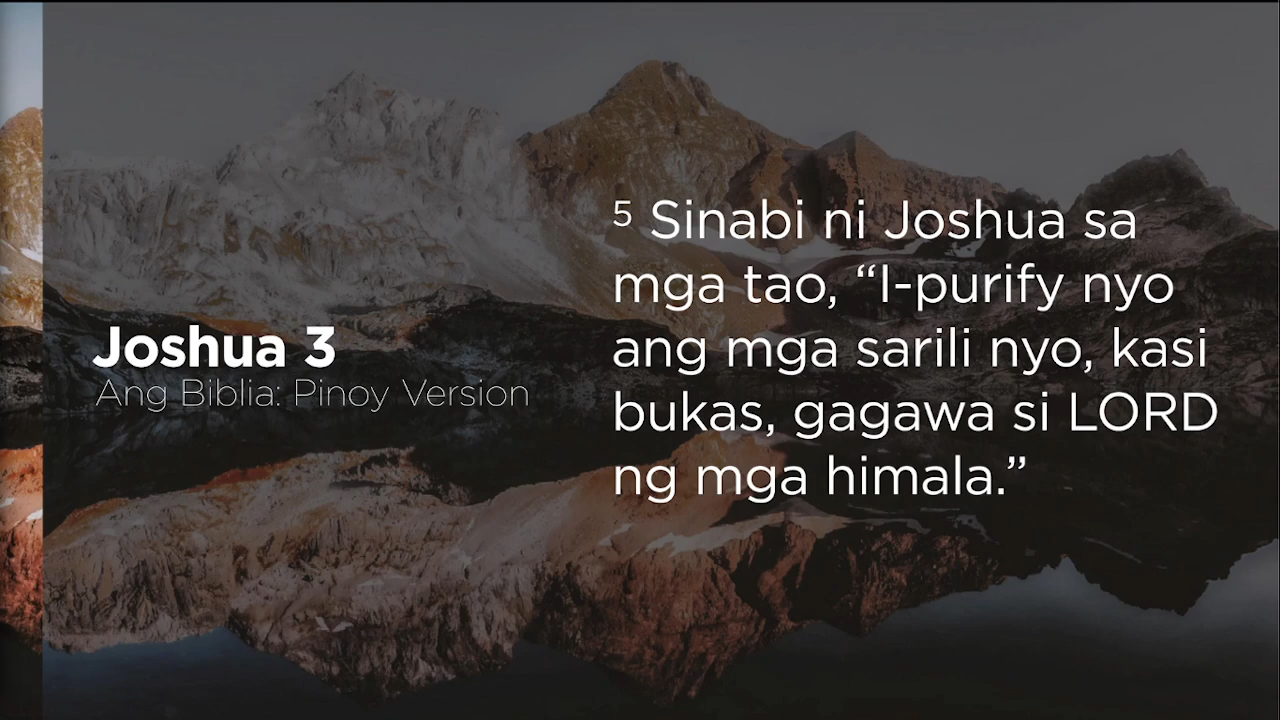 Joshua 3
Ang Biblia: Pinoy Version
5 Sinabi ni Joshua sa
mga tao, “I-purify nyo
ang mga sarili nyo, kasi
bukas, gagawa si LORD
ng mga himala.”